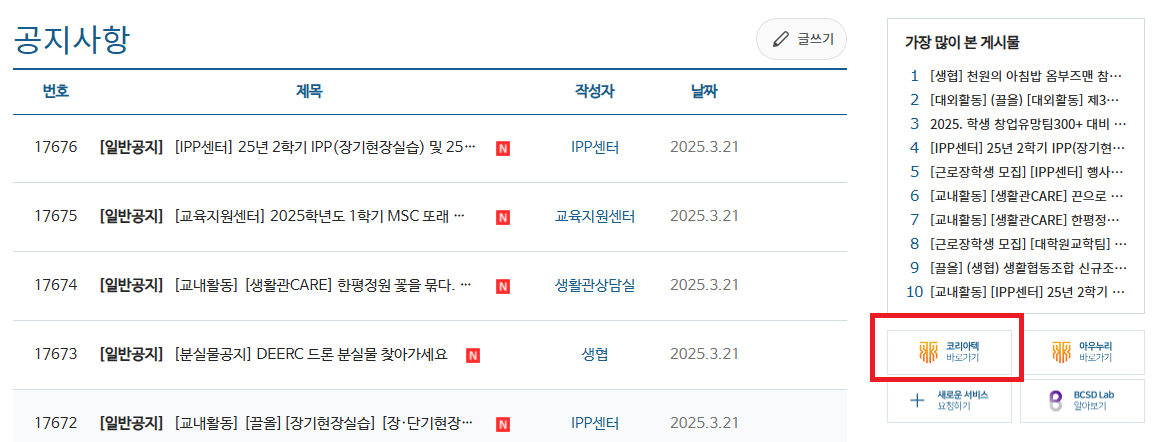 공지사항
글쓰기
번호 제목 작성자 날짜
17676 [일반공지] [IPP센터] 25년 2학기 IPP(장기현장실습) 및 25⋯ N IPP센터 2025.3.21
17675 [일반공지] [교육지원센터] 2025학년도 1학기 MSC 또래 ⋯ N 교육지원센터 2025.3.21
17674 [일반공지] [교내활동] [생활관CARE] 한평정원 꽃을 묶다. ⋯ N 생활관상담실 2025.3.21
17673 [일반공지] [분실물공지] DEERC 드론 분실물 찾아가세요 N 생협 2025.3.21
17672 [일반공지] [교내활동] [끌올] [장기현장실습] [장·단기현장⋯ N IPP센터 2025.3.21
가장 많이 본 게시물
1 [생협] 천원의 아침밥 옴부즈맨 참⋯
2 [대외활동] (끌올) [대외활동] 제3⋯
3 2025. 학생 창업유망팀300+ 대비 ⋯
4 [IPP센터] 25년 2학기 IPP(장기현⋯
5 [근로장학생 모집] [IPP센터] 행사⋯
6 [교내활동] [생활관CARE] 끈으로 ⋯
7 [교내활동] [생활관CARE] 한평정⋯
8 [근로장학생 모집] [대학원교학팀] ⋯
9 [끌올] (생협) 생활협동조합 신규조⋯
10 [교내활동] [IPP센터] 25년 2학기 ⋯
코리아텍
바로가기
아우누리
바로가기
새로운 서비스
요청하기
BCSD Lab
알아보기